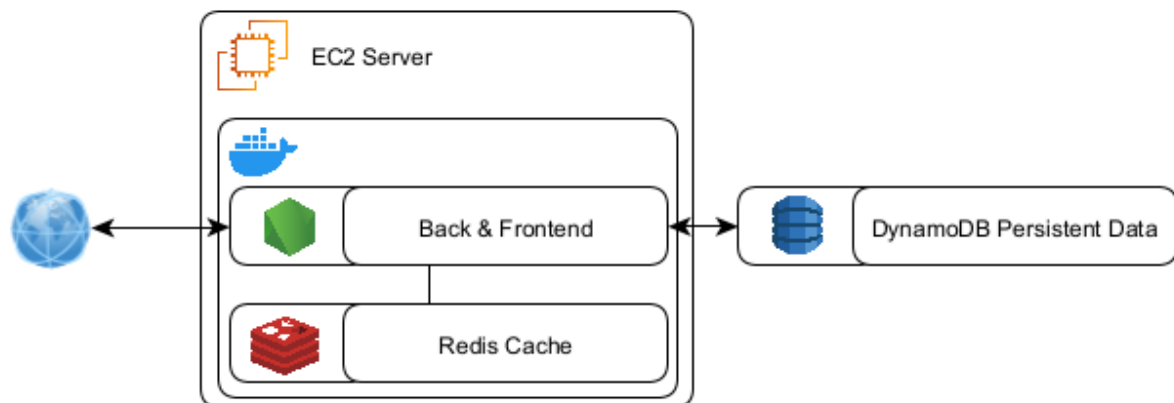 EC2 Server
Back & Frontend
DynamoDB Persistent Data
Redis Cache